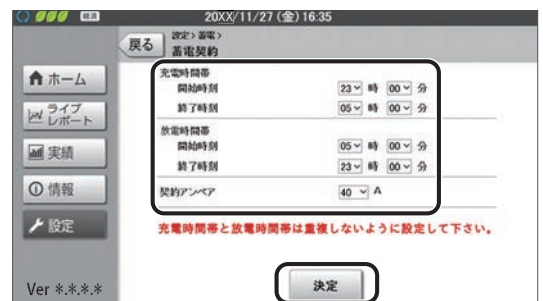 経済 20XX/11/27 (金) 16:35
戻る 設定> 蓄電>
蓄電契約
ホーム
ライブ
レポート
実績
情報
設定
Ver *.*.*.*
充電時間帯
開始時刻 23 時 00 分
終了時刻 05 時 00 分
放電時間帯
開始時刻 05 時 00 分
終了時刻 23 時 00 分
契約アンペア 40 A
充電時間帯と放電時間帯は重複しないように設定して下さい。
決定